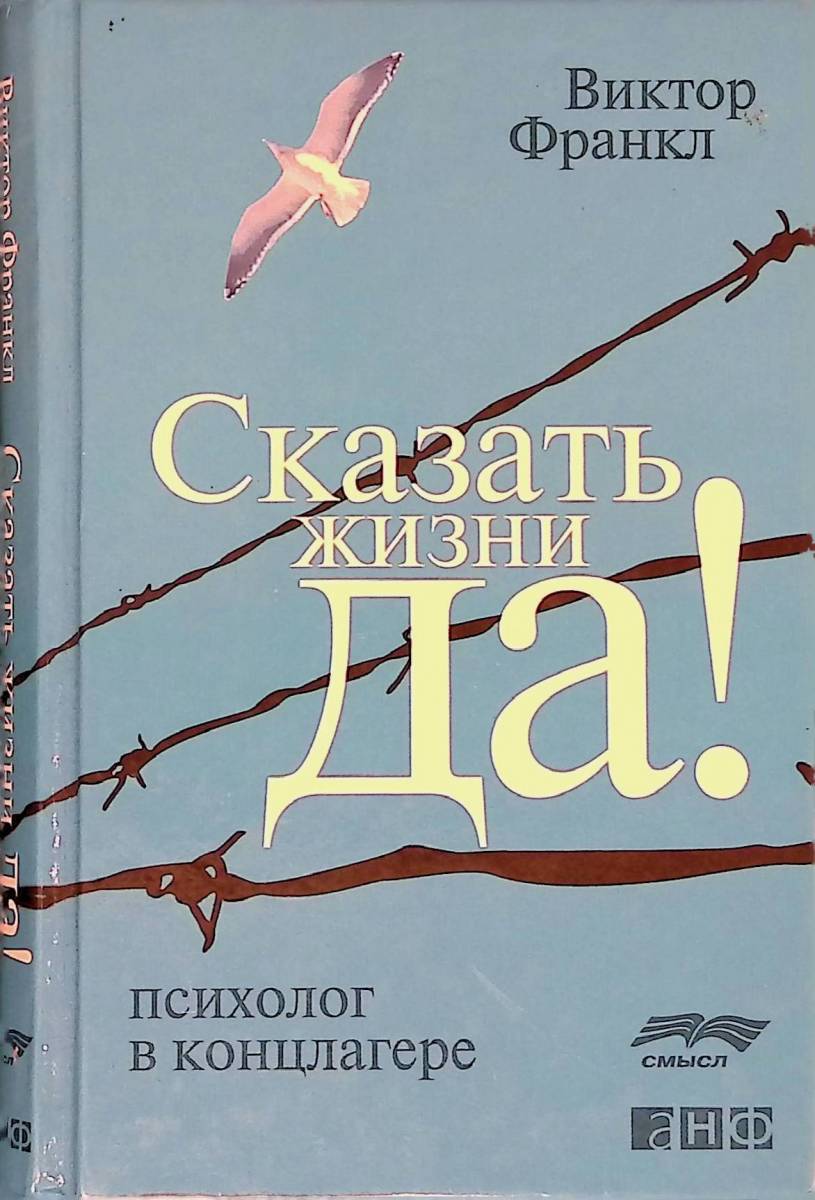 Виктор
Франкл
Сказать
жизни
Да!
психолог
в концлагере
СМЫСЛ
анф
Виктор Франкл
Сказать жизни Да!